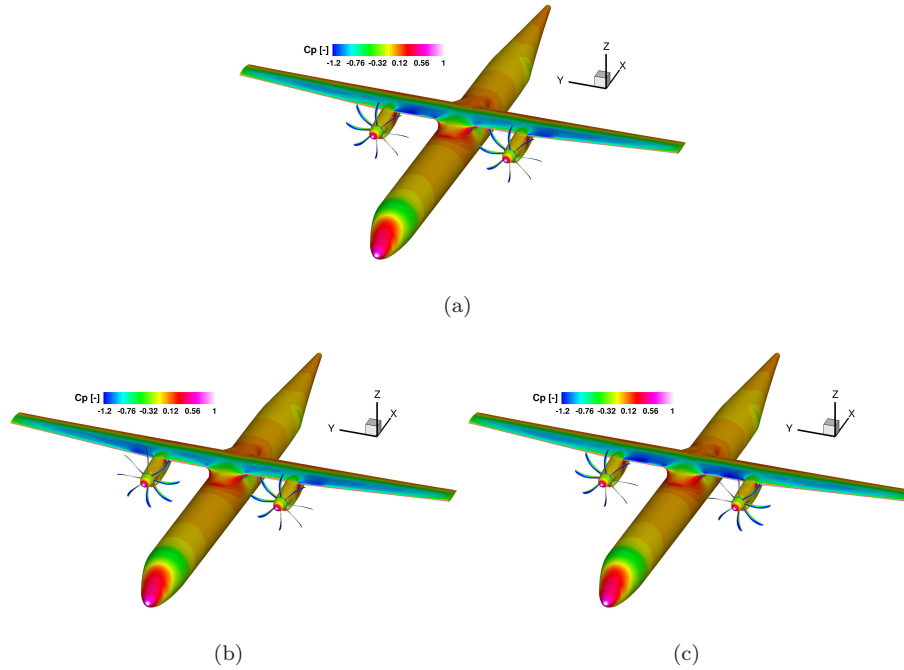 Cp [-]
-1.2 -0.76 -0.32 0.12 0.56 1
Z
X
Y
(a)
Cp [-]
-1.2 -0.76 -0.32 0.12 0.56 1
Z
X
Y
Cp [-]
-1.2 -0.76 -0.32 0.12 0.56 1
Z
X
Y
(b)
(c)